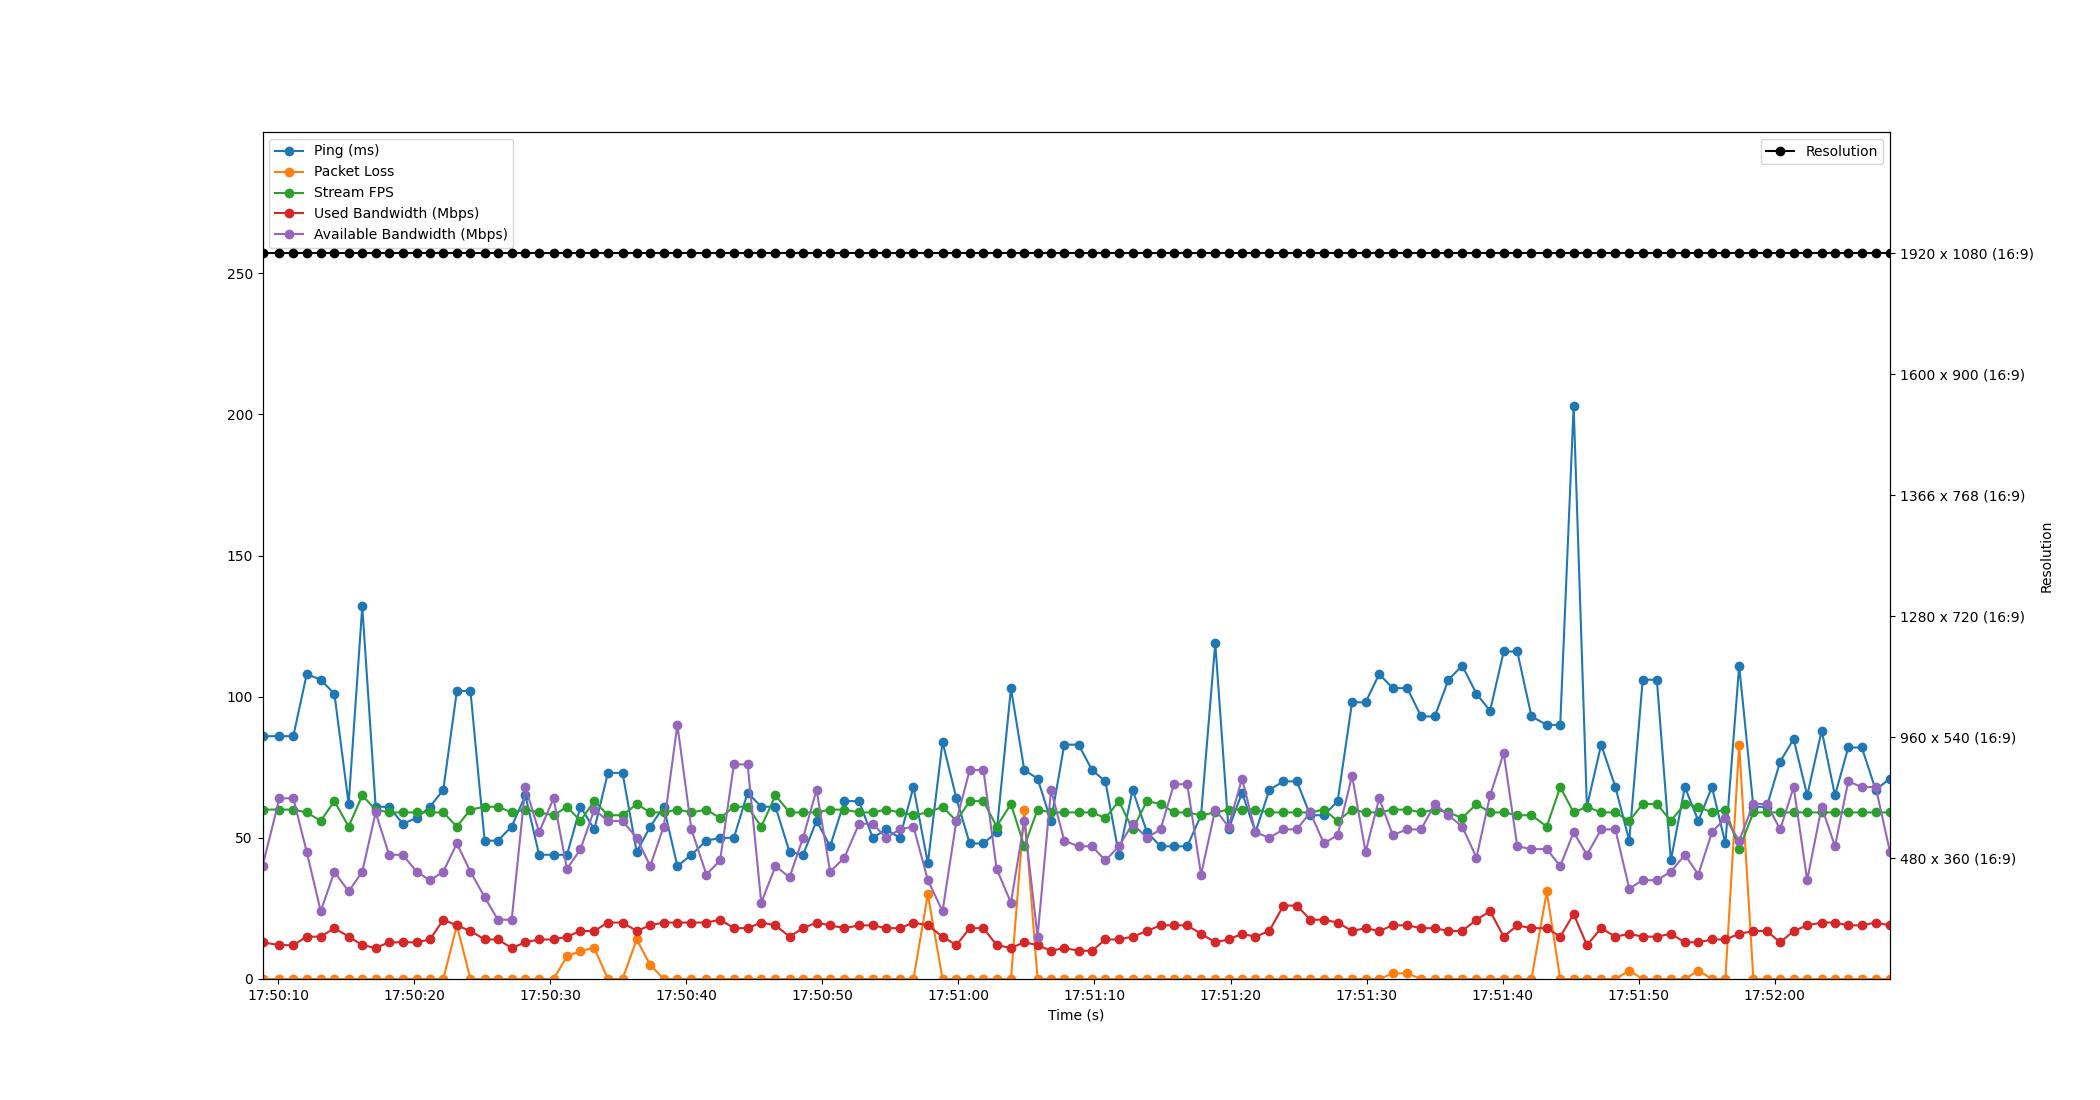 Ping (ms)
Packet Loss
Stream FPS
Used Bandwidth (Mbps)
Available Bandwidth (Mbps)
Resolution
250
200
150
100
50
0
1920 x 1080 (16:9)
1600 x 900 (16:9)
1366 x 768 (16:9)
1280 x 720 (16:9)
960 x 540 (16:9)
480 x 360 (16:9)
Resolution
17:50:10 17:50:20 17:50:30 17:50:40 17:50:50 17:51:00 17:51:10 17:51:20 17:51:30 17:51:40 17:51:50 17:52:00
Time (s)